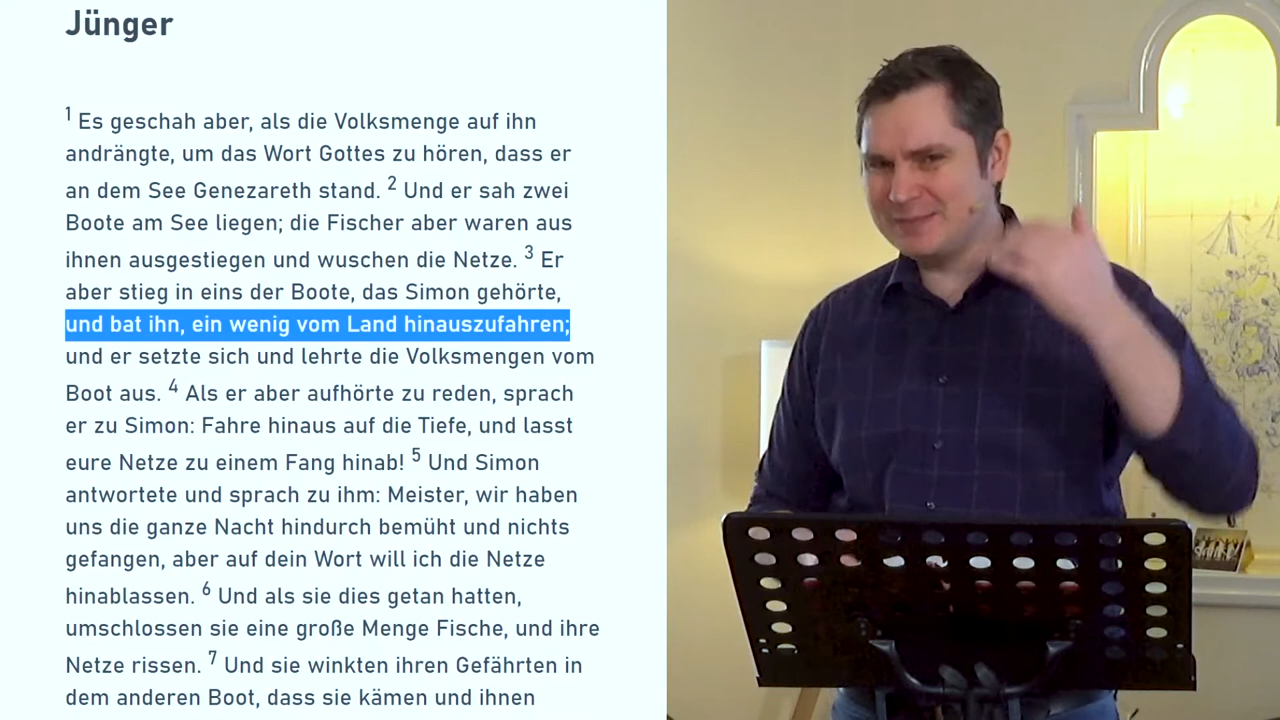 Jünger
1 Es geschah aber, als die Volksmenge auf ihn
andrängte, um das Wort Gottes zu hören, dass er
an dem See Genezareth stand. 2 Und er sah zwei
Boote am See liegen; die Fischer aber waren aus
ihnen ausgestiegen und wuschen die Netze. 3 Er
aber stieg in eins der Boote, das Simon gehörte,
und bat ihn, ein wenig vom Land hinauszufahren;
und er setzte sich und lehrte die Volksmengen vom
Boot aus. 4 Als er aber aufhörte zu reden, sprach
er zu Simon: Fahre hinaus auf die Tiefe, und lasst
eure Netze zu einem Fang hinab! 5 Und Simon
antwortete und sprach zu ihm: Meister, wir haben
uns die ganze Nacht hindurch bemüht und nichts
gefangen, aber auf dein Wort will ich die Netze
hinablassen. 6 Und als sie dies getan hatten,
umschlossen sie eine große Menge Fische, und ihre
Netze rissen. 7 Und sie winkten ihren Gefährten in
dem anderen Boot, dass sie kämen und ihnen